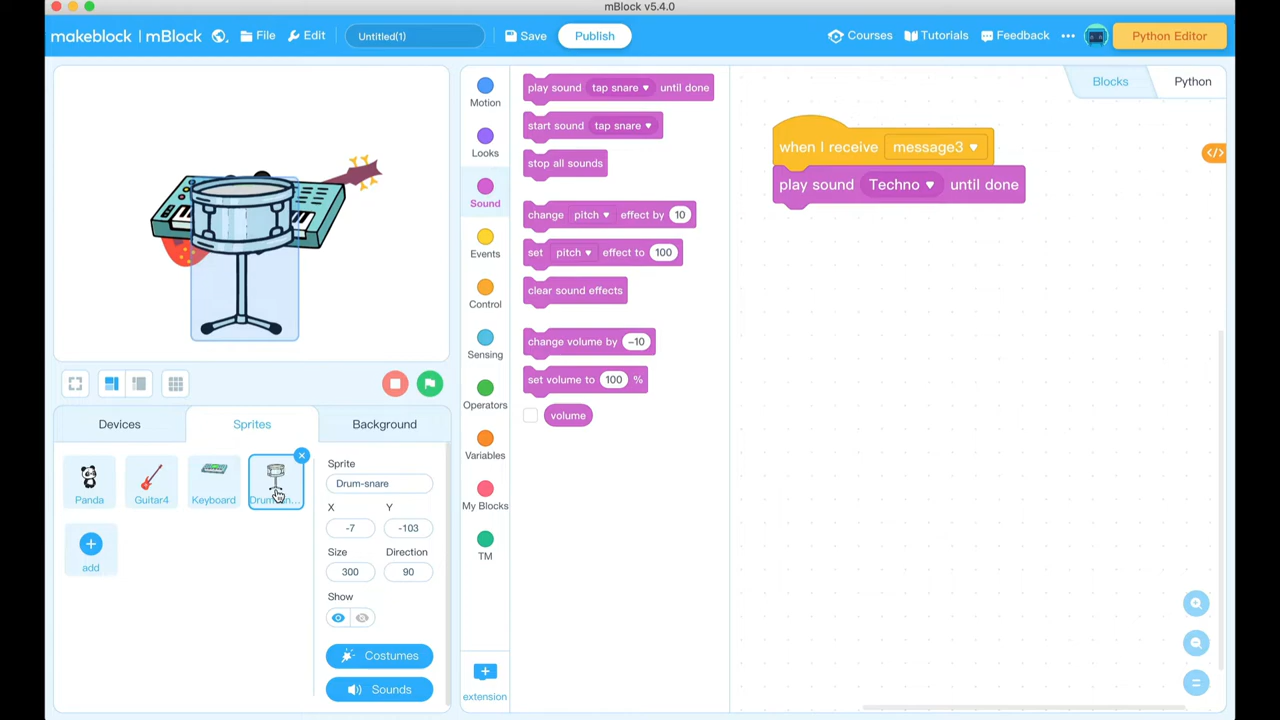 mBlock v5.4.0
makeblock | mBlock
File
Edit
Untitled(1)
Save
Publish
Courses
Tutorials
Feedback
Python Editor
Blocks
Python
Motion
Looks
Sound
Events
Control
Sensing
Operators
Variables
My Blocks
TM
extension
play sound tap snare until done
start sound tap snare
stop all sounds
change pitch effect by 10
set pitch effect to 100
clear sound effects
change volume by −10
set volume to 100 %
volume
when I receive message3
play sound Techno until done
Devices
Sprites
Background
Panda
Guitar4
Keyboard
add
Sprite
Drum-snare
X
Y
-7
-103
Size
Direction
300
90
Show
Costumes
Sounds